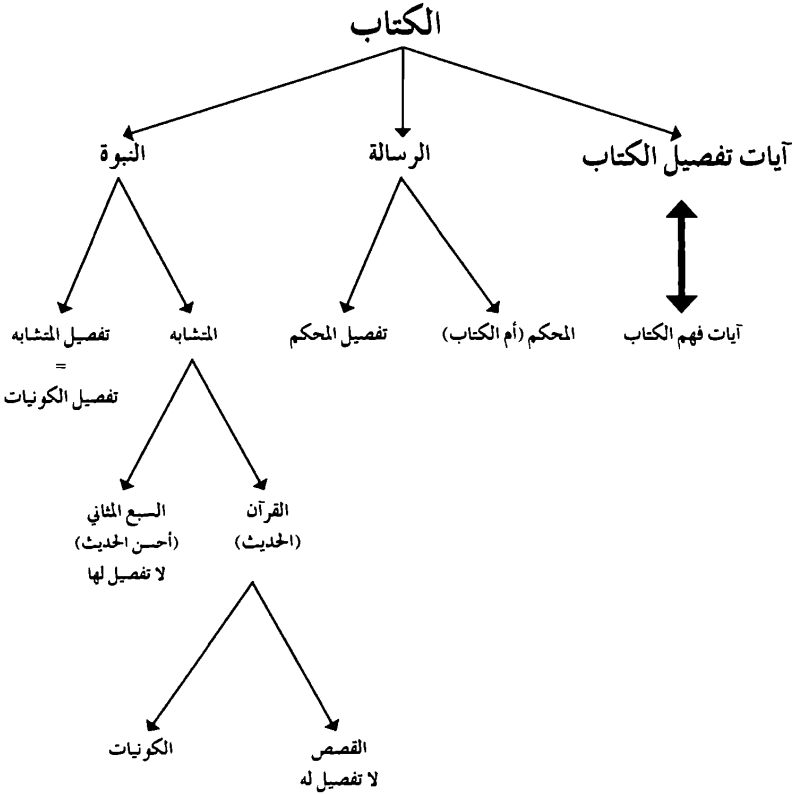 الكتاب
آيات تفصيل الكتاب
الرسالة
النبوة
آيات فهم الكتاب
المحكم (أم الكتاب)
تفصيل المحكم
المتشابه
تفصيل المتشابه
=
تفصيل الكونيات
القرآن
(الحديث)
السبع المثاني
(أحسن الحديث)
لا تفصيل لها
القصص
لا تفصيل له
الكونيات